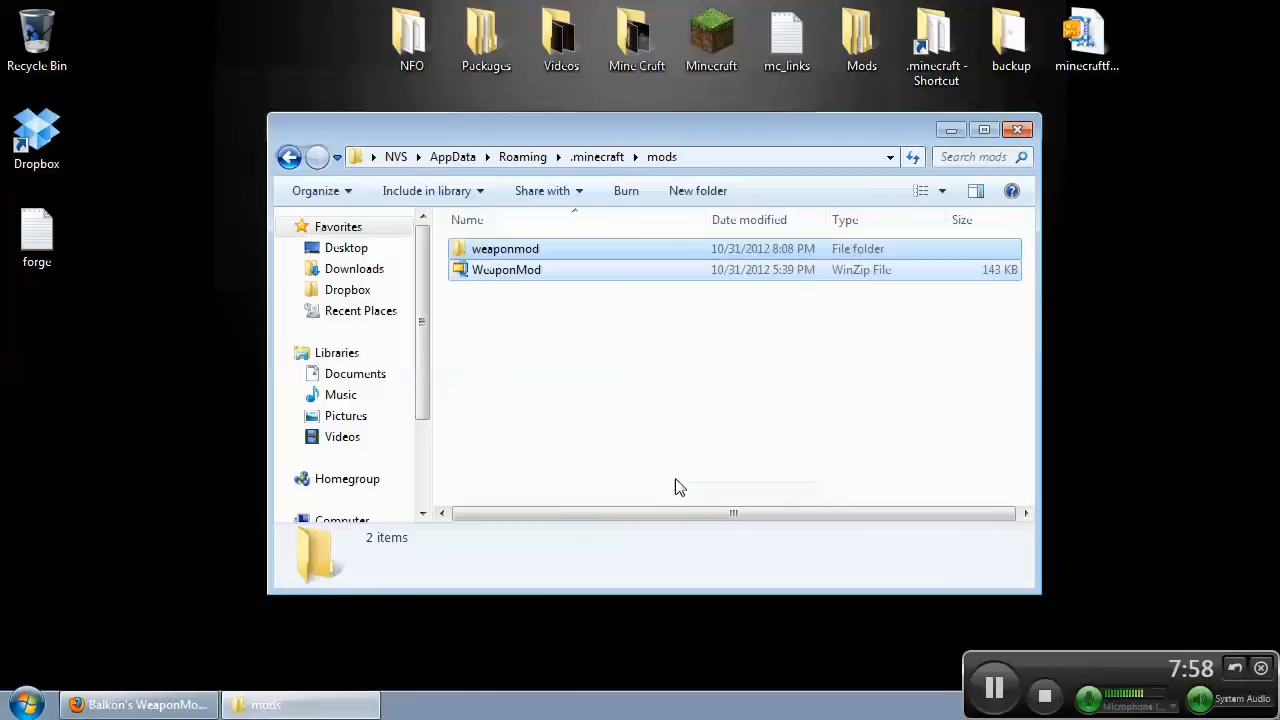 Recycle Bin
NFO
Packages
Videos
Mine Craft
Minecraft
mc_links
Mods
.minecraft -
Shortcut
backup
minecraftf...
Dropbox
forge
NVS
AppData
Roaming
.minecraft
mods
Search mods
Organize
Include in library
Share with
Burn
New folder
Name
Date modified
Type
Size
Favorites
Desktop
Downloads
Dropbox
Recent Places
Libraries
Documents
Music
Pictures
Videos
Homegroup
Computer
weaponmod 10/31/2012 8:08 PM File folder
WeaponMod 10/31/2012 5:39 PM WinZip File 143 KB
2 items
Balkon's WeaponMo...
mods
7:58
Microphone (...
System Audio